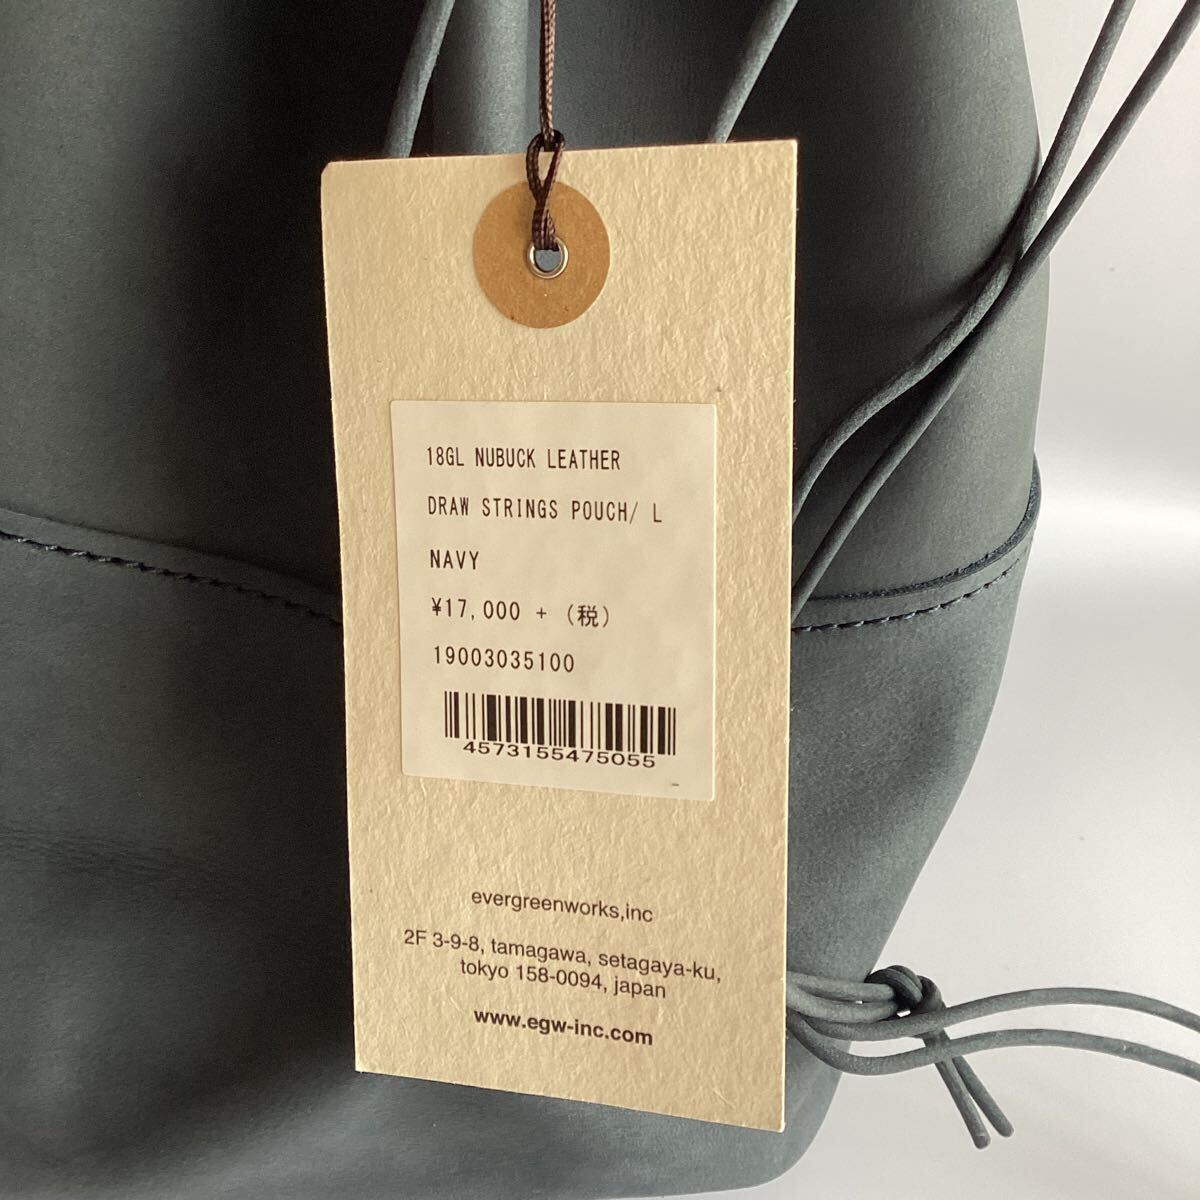 18GL NUBUCK LEATHER
DRAW STRINGS POUCH/ L
NAVY
¥17,000 + (税)
19003035100
4573155475055
evergreenworks,inc
2F 3-9-8, tamagawa, setagaya-ku,
tokyo 158-0094, japan
www.egw-inc.com